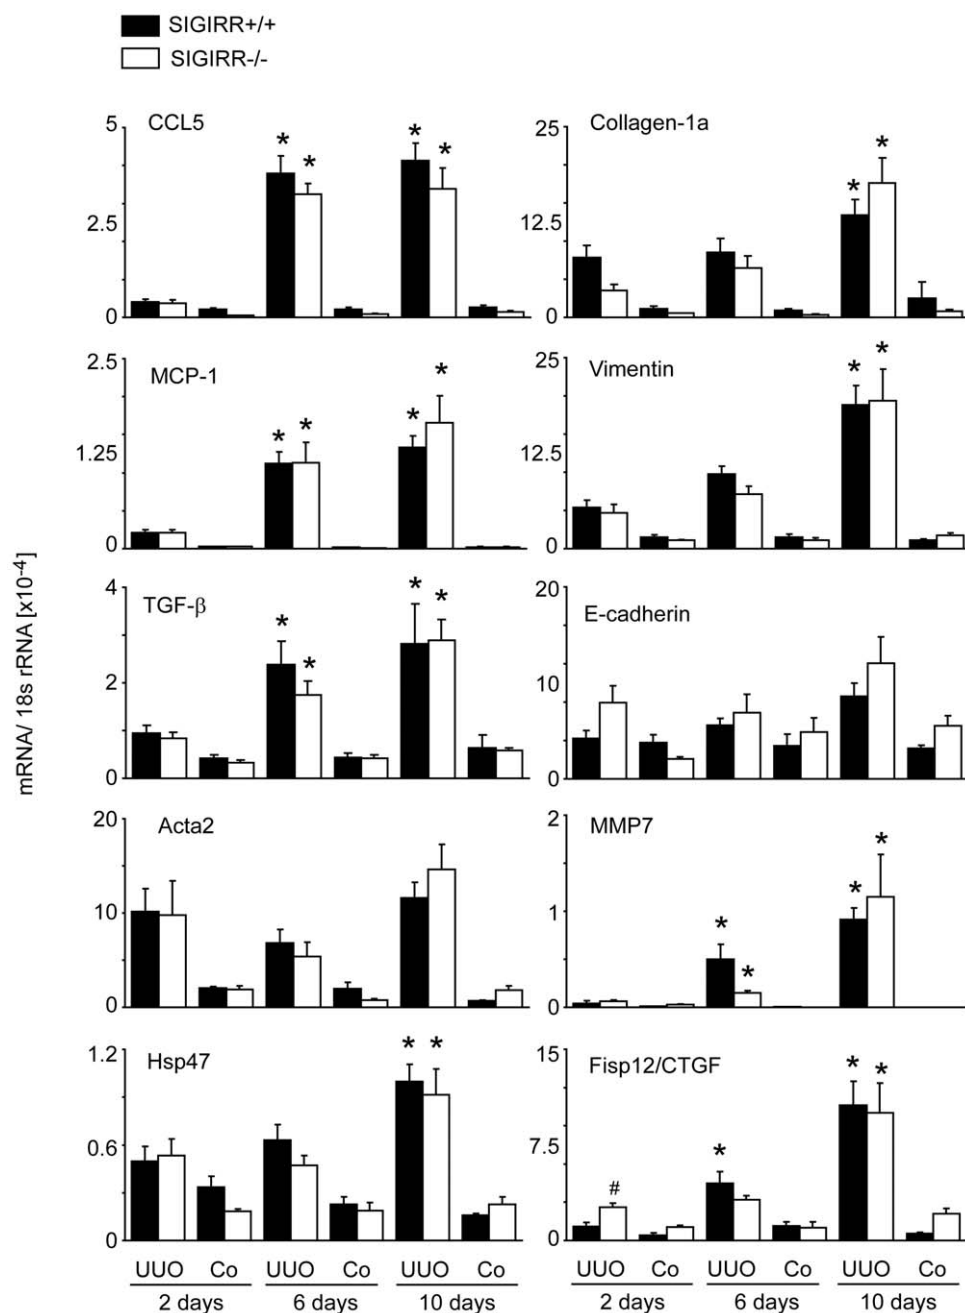 SIGIRR+/+
SIGIRR-/-
mRNA/ 18s rRNA [x10-4]
CCL5
5
2.5
0
* * * *
Collagen-1a
25
12.5
0
* *
MCP-1
2.5
1.25
0
* * * *
Vimentin
25
12.5
0
* *
TGF-β
4
2
0
* * * *
E-cadherin
20
10
0
Acta2
20
10
0
MMP7
2
1
0
* * * *
Hsp47
1.2
0.6
0
* *
Fisp12/CTGF
15
7.5
0
# * * *
UUO Co UUO Co UUO Co
2 days 6 days 10 days
UUO Co UUO Co UUO Co
2 days 6 days 10 days